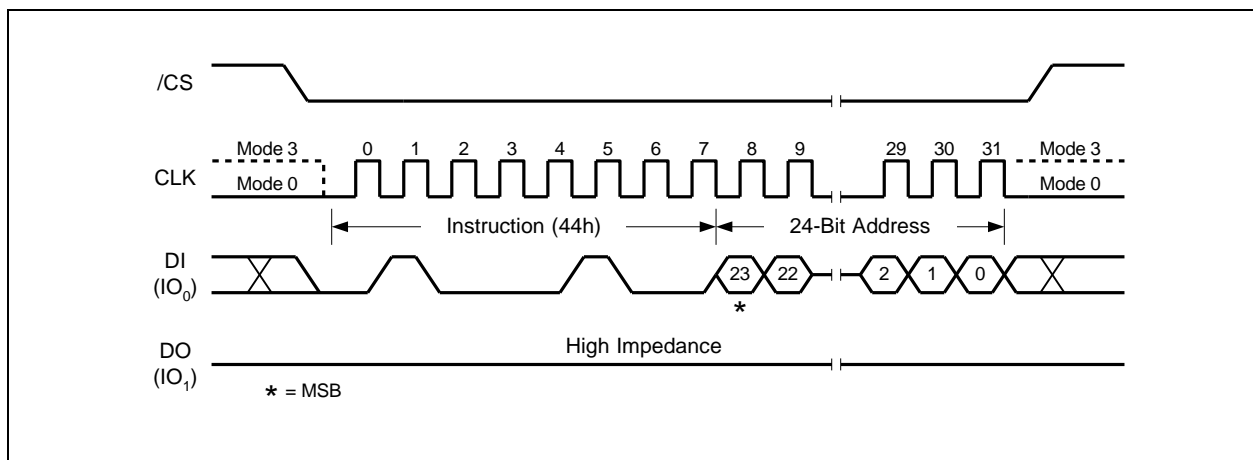 /CS
Mode 3 0 1 2 3 4 5 6 7 8 9 29 30 31 Mode 3
CLK
Mode 0 Mode 0
Instruction (44h) 24-Bit Address
DI
(IO₀)
23 22 2 1 0
*
High Impedance
DO
(IO₁)
* = MSB